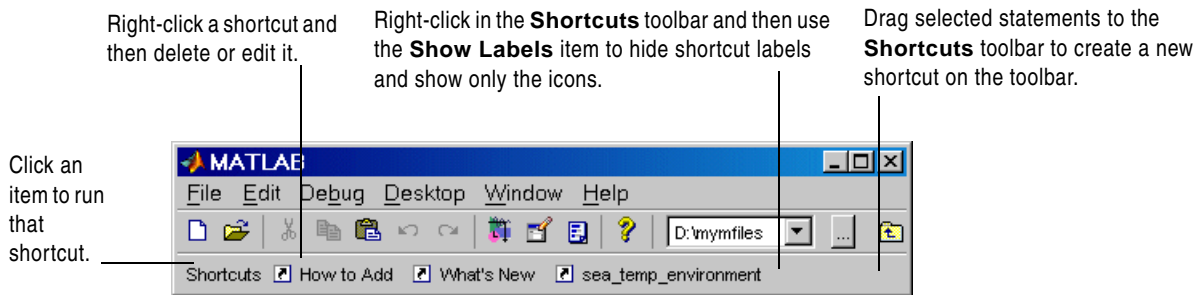 Right-click a shortcut and
then delete or edit it.
Right-click in the Shortcuts toolbar and then use
the Show Labels item to hide shortcut labels
and show only the icons.
Drag selected statements to the
Shortcuts toolbar to create a new
shortcut on the toolbar.
Click an
item to run
that
shortcut.
MATLAB
File Edit Debug Desktop Window Help
D:\mymfiles ...
Shortcuts How to Add What's New sea_temp_environment